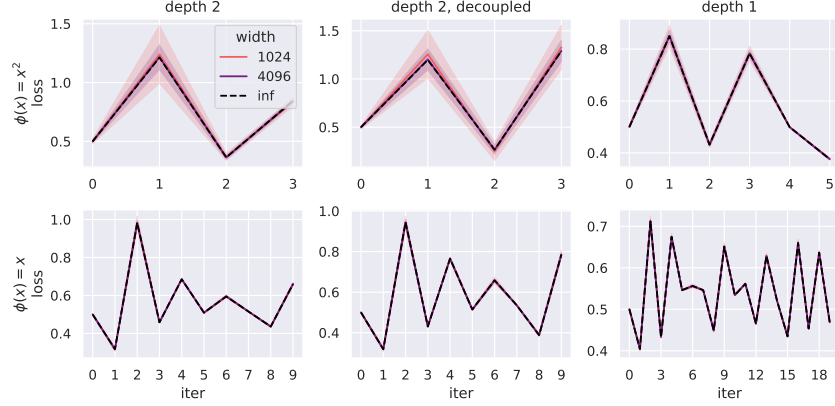 depth 2
depth 2, decoupled
depth 1
ϕ(x) = x²
loss
1.5
1.0
0.5
width
1024
4096
inf
0 1 2 3
1.5
1.0
0.5
0 1 2 3
0.8
0.6
0.4
0 1 2 3 4 5
ϕ(x) = x
loss
1.0
0.8
0.6
0.4
0 1 2 3 4 5 6 7 8 9
iter
1.0
0.8
0.6
0.4
0 1 2 3 4 5 6 7 8 9
iter
0.7
0.6
0.5
0.4
0 3 6 9 12 15 18
iter